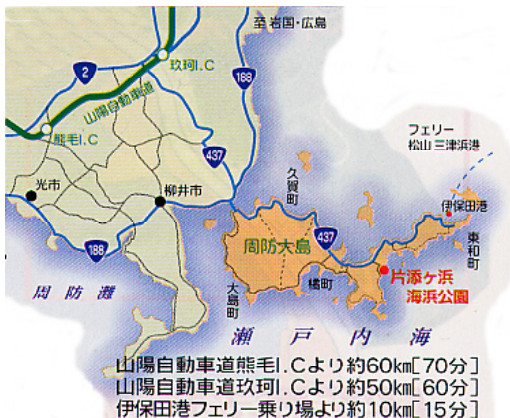 至 岩国・広島
2
玖珂I.C
188
山陽自動車道
熊毛I.C
フェリー
松山 三津浜港
437
久賀町
光市
柳井市
伊保田港
周防大島
437
東和町
188
片添ヶ浜
海浜公園
大島町
橘町
周防灘
瀬戸内海
山陽自動車道熊毛I.Cより約60km[70分]
山陽自動車道玖珂I.Cより約50km[60分]
伊保田港フェリー乗り場より約10km[15分]